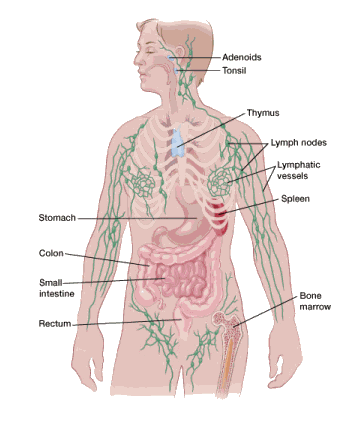 Adenoids
Tonsil
Thymus
Lymph nodes
Lymphatic
vessels
Spleen
Stomach
Colon
Small
intestine
Bone
marrow
Rectum